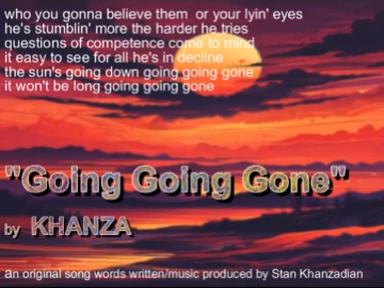 who you gonna believe them or your lyin' eyes
he's stumblin' more the harder he tries
questions of competence come to mind
it easy to see for all he's in decline
the sun's going down going going gone
it won't be long going going gone
"Going Going Gone"
by KHANZA
an original song words written/music produced by Stan Khanzadian